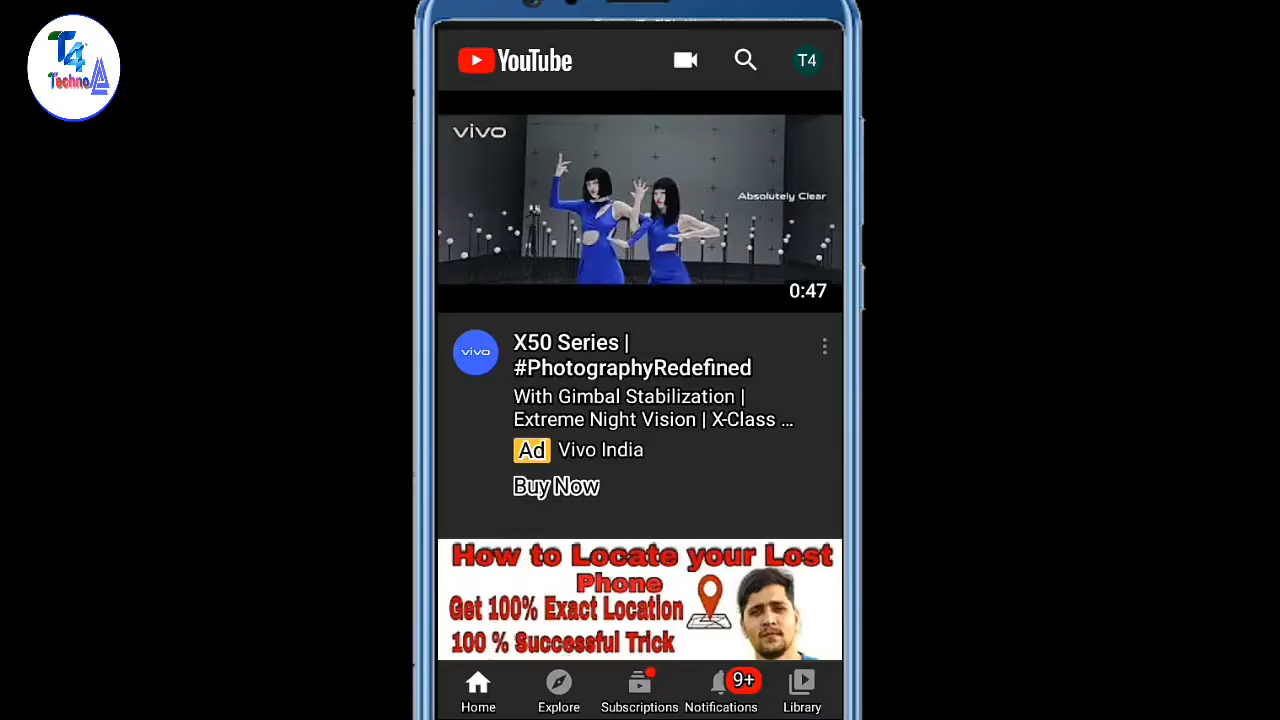 T4
TechnoA
YouTube
T4
vivo
Absolutely Clear
0:47
vivo
X50 Series |
#PhotographyRedefined
With Gimbal Stabilization |
Extreme Night Vision | X-Class ...
Ad Vivo India
Buy Now
How to Locate your Lost
Phone
Get 100% Exact Location
100 % Successful Trick
9+
Home Explore Subscriptions Notifications Library